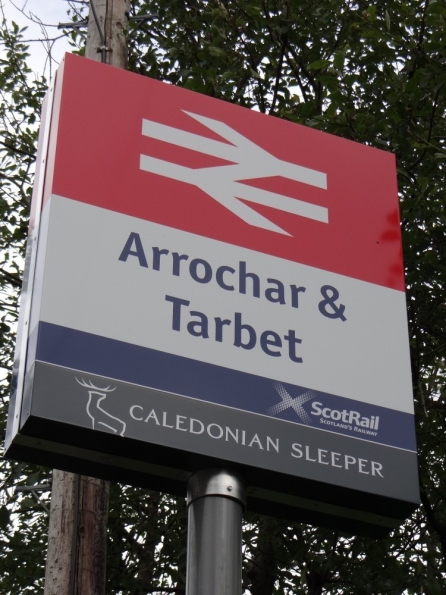 Arrochar &
Tarbet
ScotRail
SCOTLAND'S RAILWAY
CALEDONIAN SLEEPER